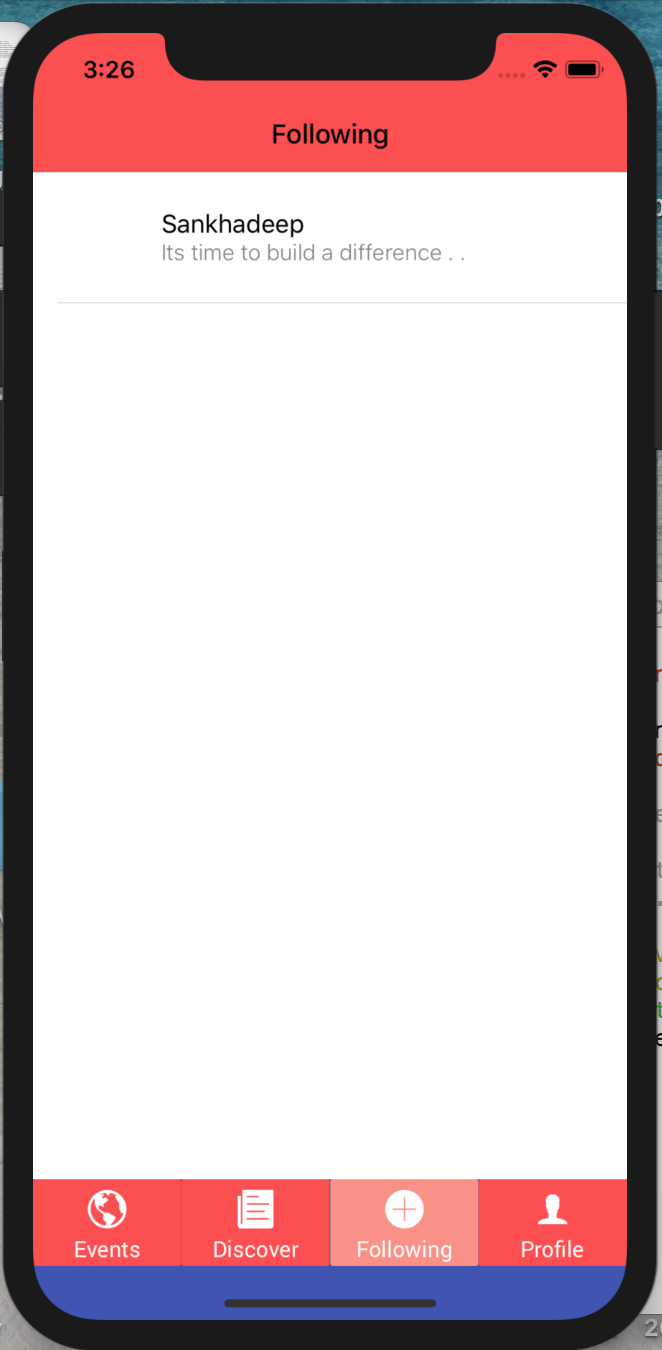 3:26
Following
Sankhadeep
Its time to build a difference . .
Events
Discover
Following
Profile